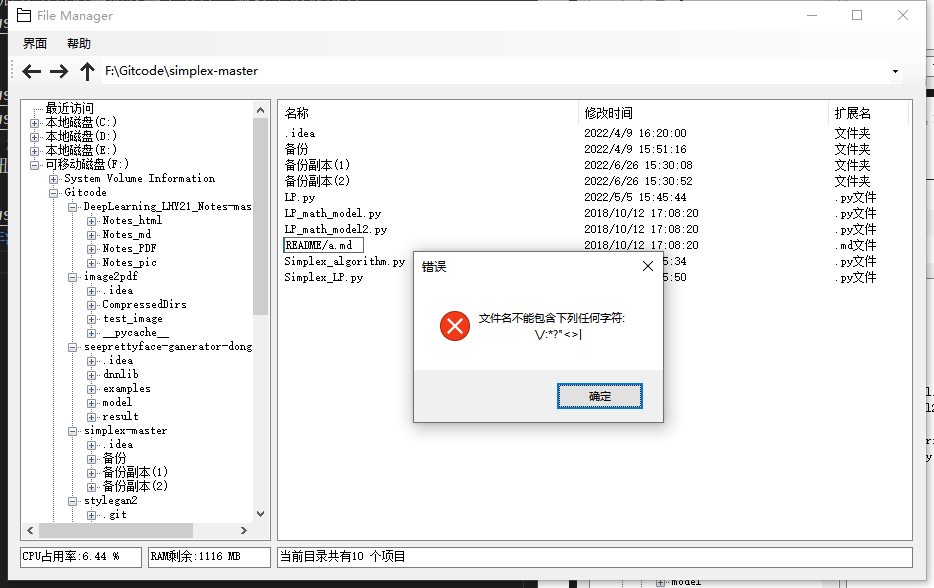 File Manager
界面 帮助
F:\Gitcode\simplex-master
最近访问
本地磁盘(C:)
本地磁盘(D:)
本地磁盘(E:)
可移动磁盘(F:)
System Volume Information
Gitcode
DeepLearning_LHY21_Notes-mas
Notes_html
Notes_md
Notes_PDF
Notes_pic
image2pdf
.idea
CompressedDirs
test_image
__pycache__
seeprettyface-ganerator-dong
.idea
dnnlib
examples
model
result
simplex-master
.idea
备份
备份副本(1)
备份副本(2)
stylegan2
.git
名称 修改时间 扩展名
.idea 2022/4/9 16:20:00 文件夹
备份 2022/4/9 15:51:16 文件夹
备份副本(1) 2022/6/26 15:30:08 文件夹
备份副本(2) 2022/6/26 15:30:52 文件夹
LP.py 2022/5/5 15:45:44 .py文件
LP_math_model.py 2018/10/12 17:08:20 .py文件
LP_math_model2.py 2018/10/12 17:08:20 .py文件
README/a.md 2018/10/12 17:08:20 .md文件
Simplex_algorithm.py 5:34 .py文件
Simplex_LP.py 5:50 .py文件
错误
文件名不能包含下列任何字符:
\/:*?"<>|
确定
CPU占用率:6.44 % RAM剩余:1116 MB 当前目录共有10 个项目
model